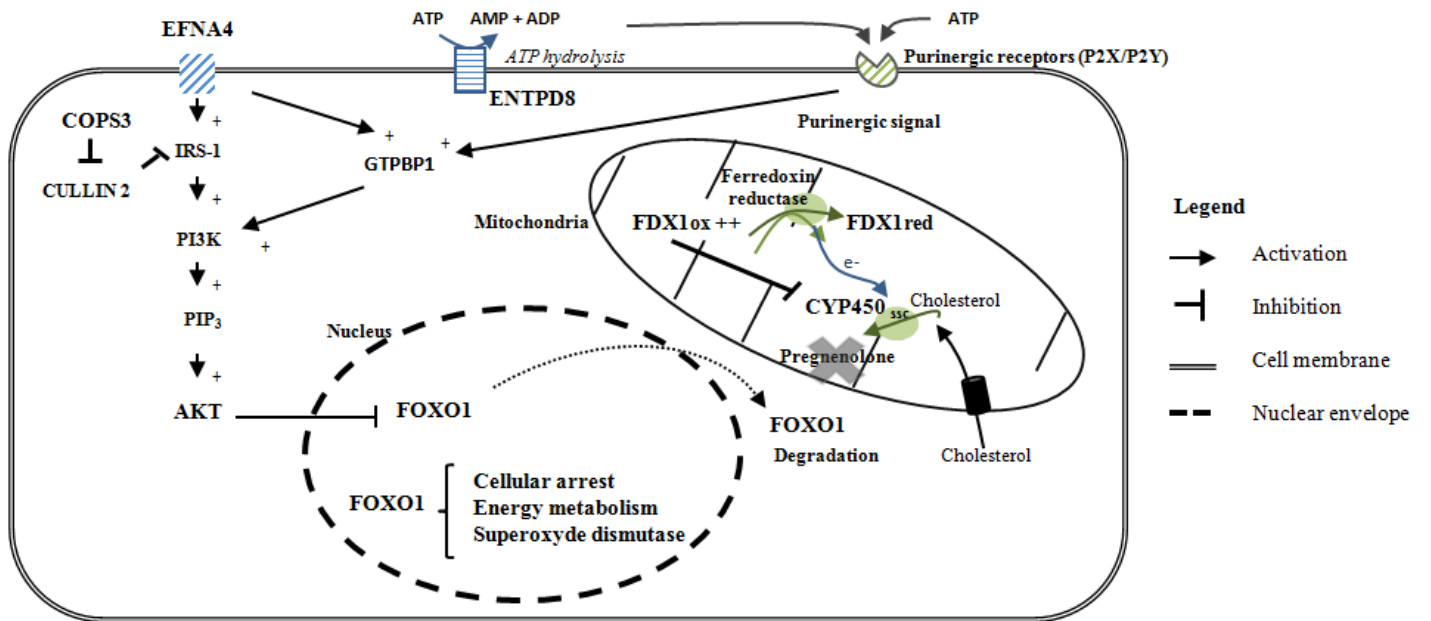 EFNA4
ATP
AMP + ADP
ATP
ATP hydrolysis
Purinergic receptors (P2X/P2Y)
ENTPD8
COPS3
+
+
Purinergic signal
IRS-1
+
GTPBP1
CULLIN 2
+
Ferredoxin
reductase
Mitochondria
FDX1ox ++
FDX1red
PI3K
+
e-
+
CYP450 SSC
Cholesterol
PIP3
Nucleus
Pregnenolone
+
AKT
FOXO1
FOXO1
Degradation
Cholesterol
FOXO1
Cellular arrest
Energy metabolism
Superoxyde dismutase
Legend
Activation
Inhibition
Cell membrane
Nuclear envelope